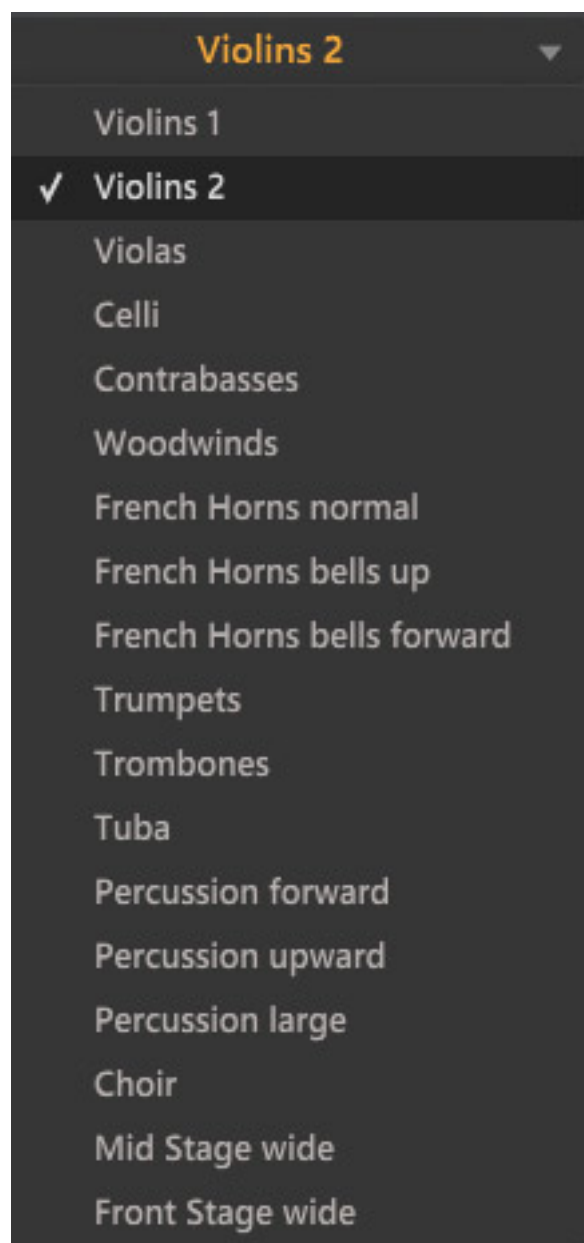 Violins 2
Violins 1
✓ Violins 2
Violas
Celli
Contrabasses
Woodwinds
French Horns normal
French Horns bells up
French Horns bells forward
Trumpets
Trombones
Tuba
Percussion forward
Percussion upward
Percussion large
Choir
Mid Stage wide
Front Stage wide